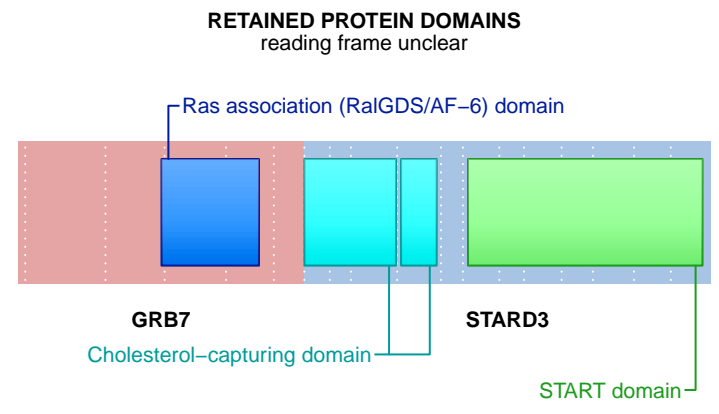 RETAINED PROTEIN DOMAINS
reading frame unclear
Ras association (RalGDS/AF−6) domain
GRB7
STARD3
Cholesterol−capturing domain
START domain